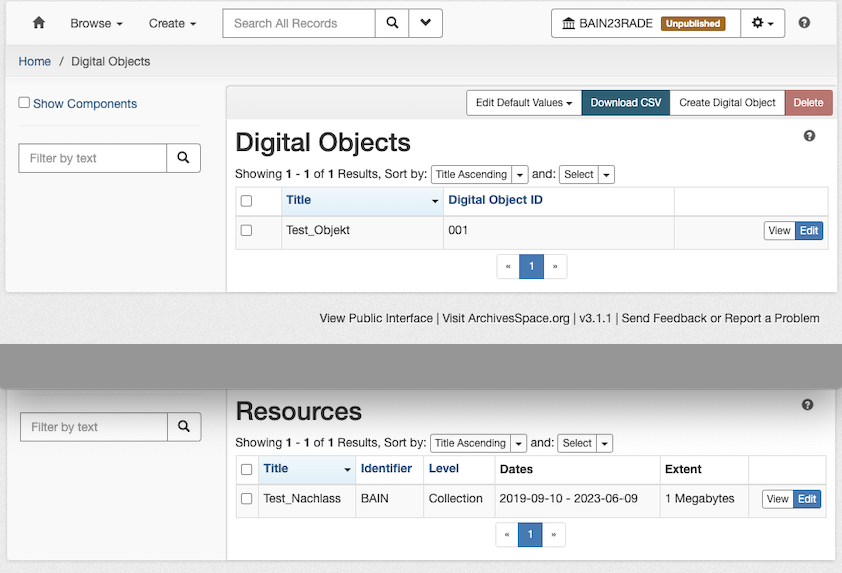 Browse Create Search All Records BAIN23RADE Unpublished
Home / Digital Objects
Show Components
Edit Default Values Download CSV Create Digital Object Delete
Filter by text
Digital Objects
Showing 1 - 1 of 1 Results, Sort by: Title Ascending and: Select
Title Digital Object ID
Test_Objekt 001 View Edit
« 1 »
View Public Interface | Visit ArchivesSpace.org | v3.1.1 | Send Feedback or Report a Problem
Filter by text
Resources
Showing 1 - 1 of 1 Results, Sort by: Title Ascending and: Select
Title Identifier Level Dates Extent
Test_Nachlass BAIN Collection 2019-09-10 - 2023-06-09 1 Megabytes View Edit
« 1 »